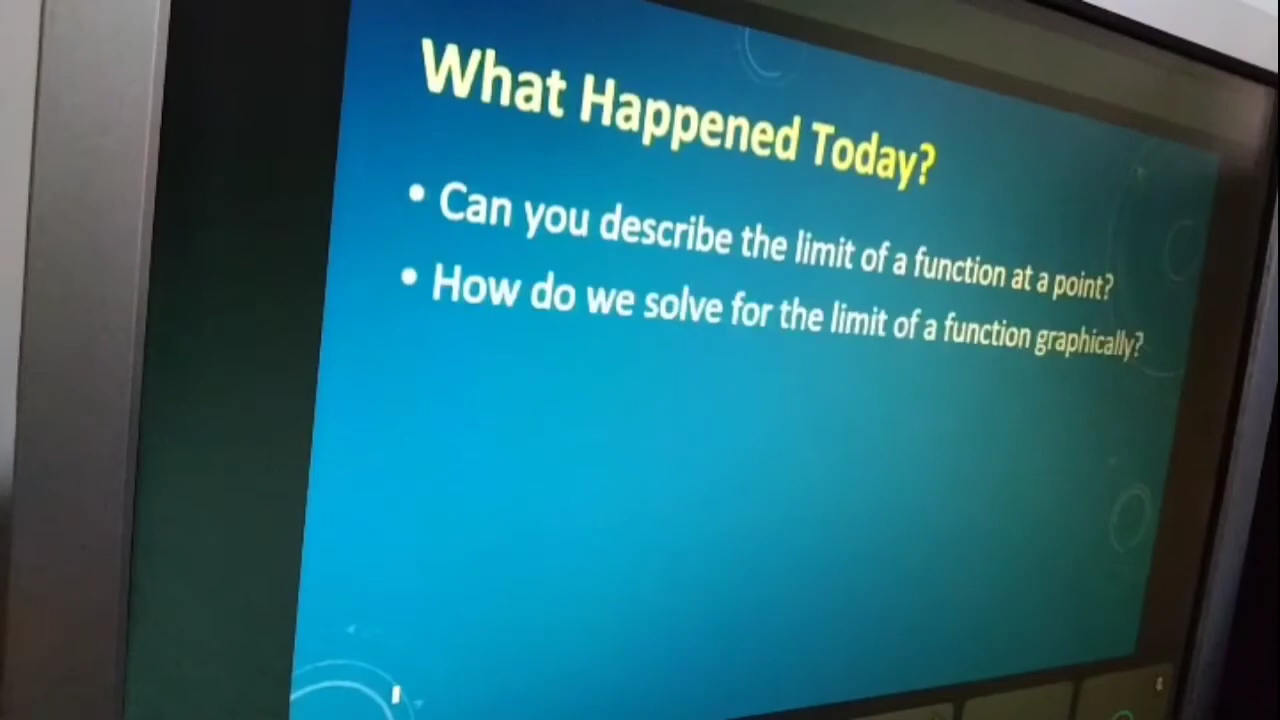 What Happened Today?
• Can you describe the limit of a function at a point?
• How do we solve for the limit of a function graphically?